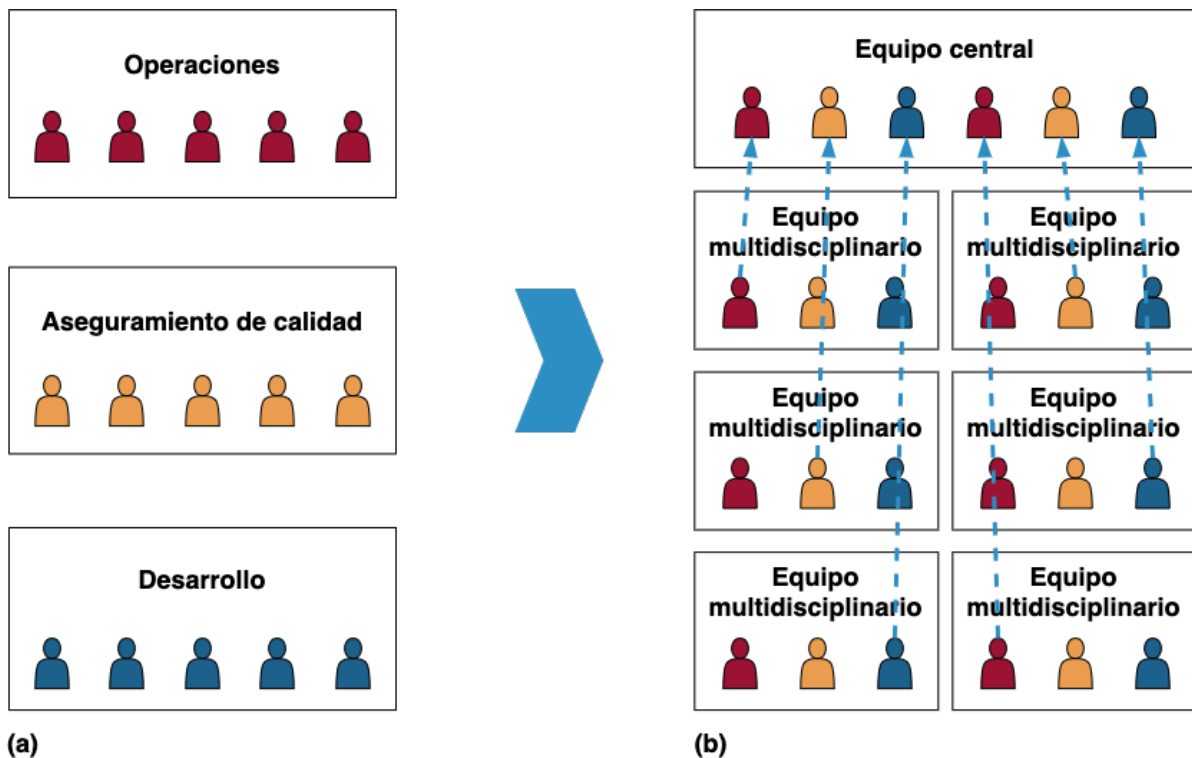 Operaciones
Aseguramiento de calidad
Desarrollo
(a)
Equipo central
Equipo
multidisciplinario
Equipo
multidisciplinario
Equipo
multidisciplinario
Equipo
multidisciplinario
Equipo
multidisciplinario
Equipo
multidisciplinario
(b)